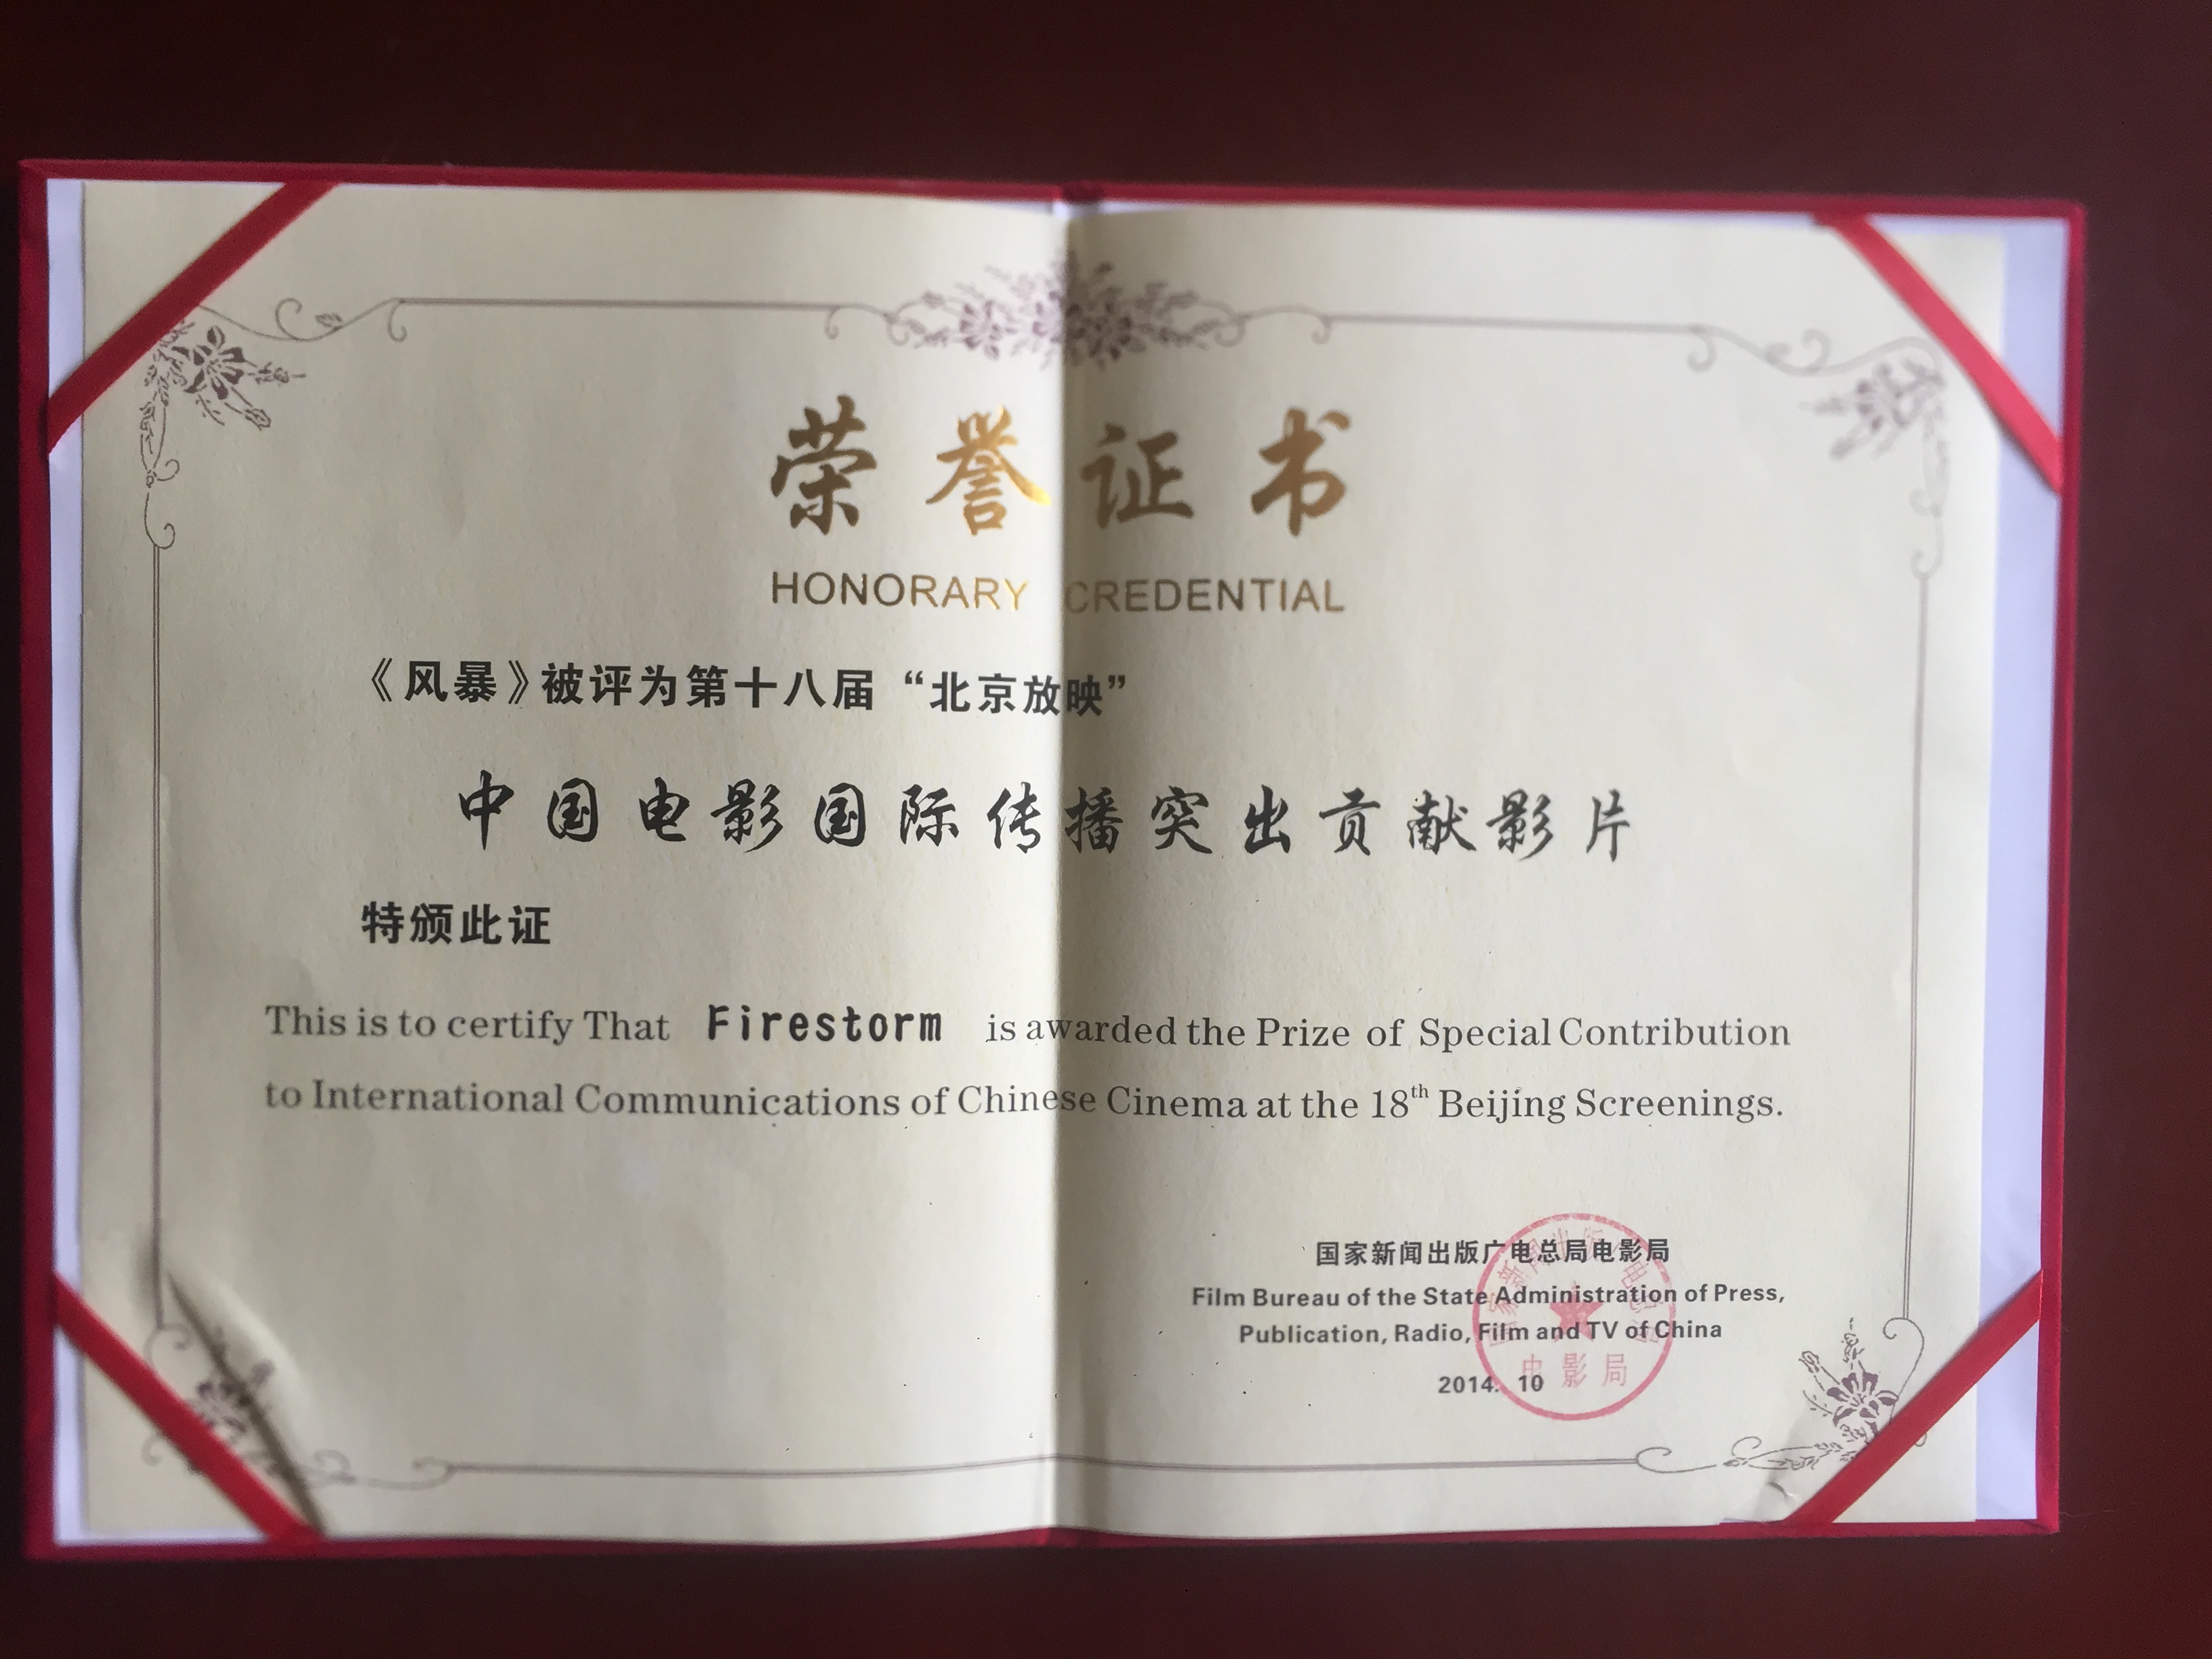 荣誉证书
HONORARY CREDENTIAL
《风暴》被评为第十八届“北京放映”
中国电影国际传播突出贡献影片
特颁此证
This is to certify That Firestorm is awarded the Prize of Special Contribution
to International Communications of Chinese Cinema at the 18th Beijing Screenings.
国家新闻出版广电总局电影局
Film Bureau of the State Administration of Press,
Publication, Radio, Film and TV of China
2014. 10
电影局